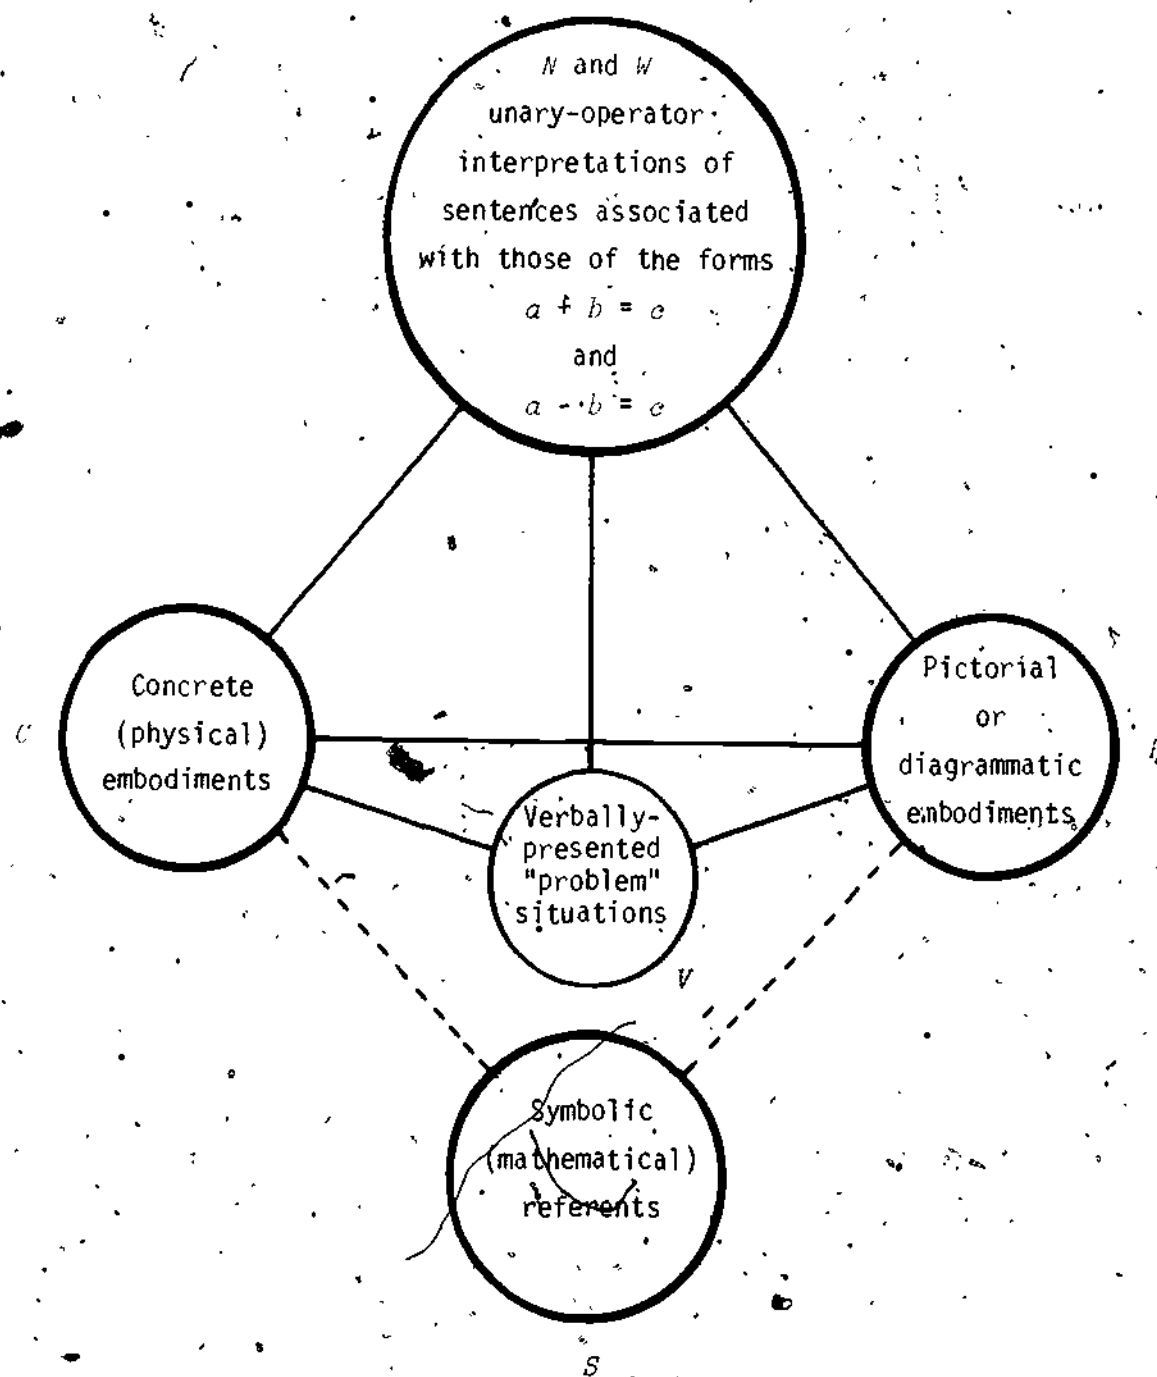 N and W
unary-operator
interpretations of
sentences associated
with those of the forms
a + b = c
and
a - b = c
Concrete
(physical)
embodiments
C
Pictorial
or
diagrammatic
embodiments
Verbally-
presented
"problem"
situations
V
Symbolic
(mathematical)
referents
S